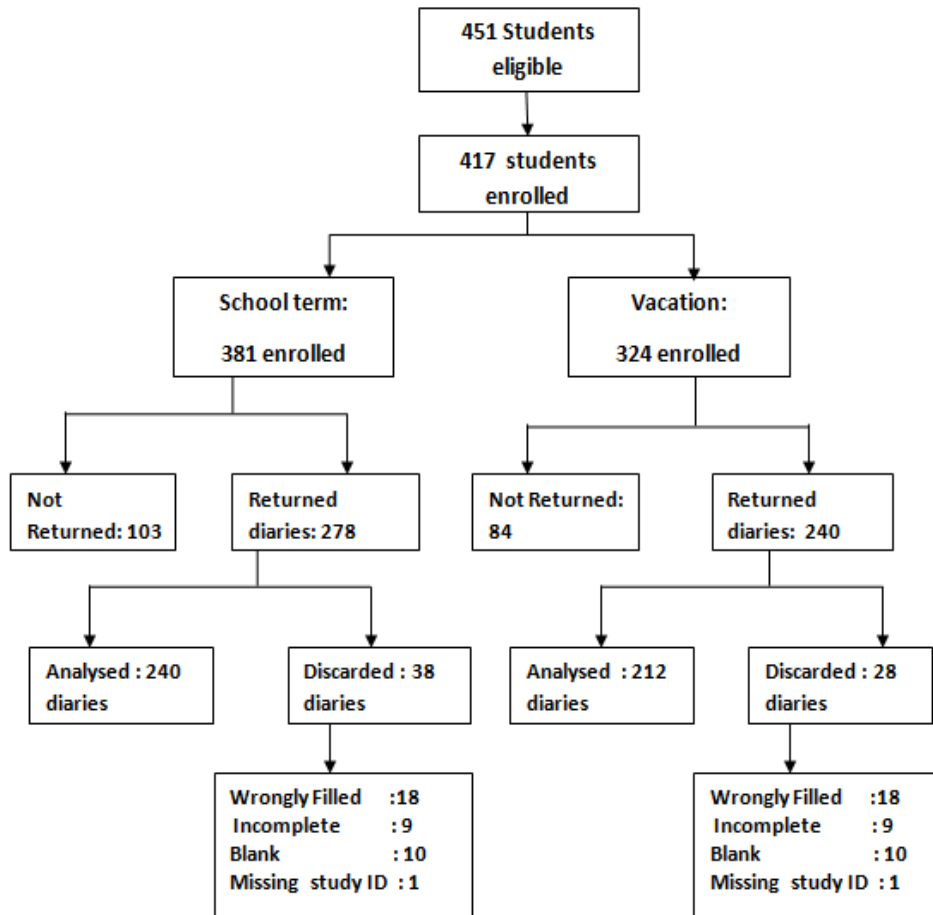 451 Students
eligible
417 students
enrolled
School term:
381 enrolled
Vacation:
324 enrolled
Not
Returned: 103
Returned
diaries: 278
Not Returned:
84
Returned
diaries: 240
Analysed : 240
diaries
Discarded : 38
diaries
Analysed : 212
diaries
Discarded : 28
diaries
Wrongly Filled :18
Incomplete : 9
Blank : 10
Missing study ID : 1
Wrongly Filled :18
Incomplete : 9
Blank : 10
Missing study ID : 1